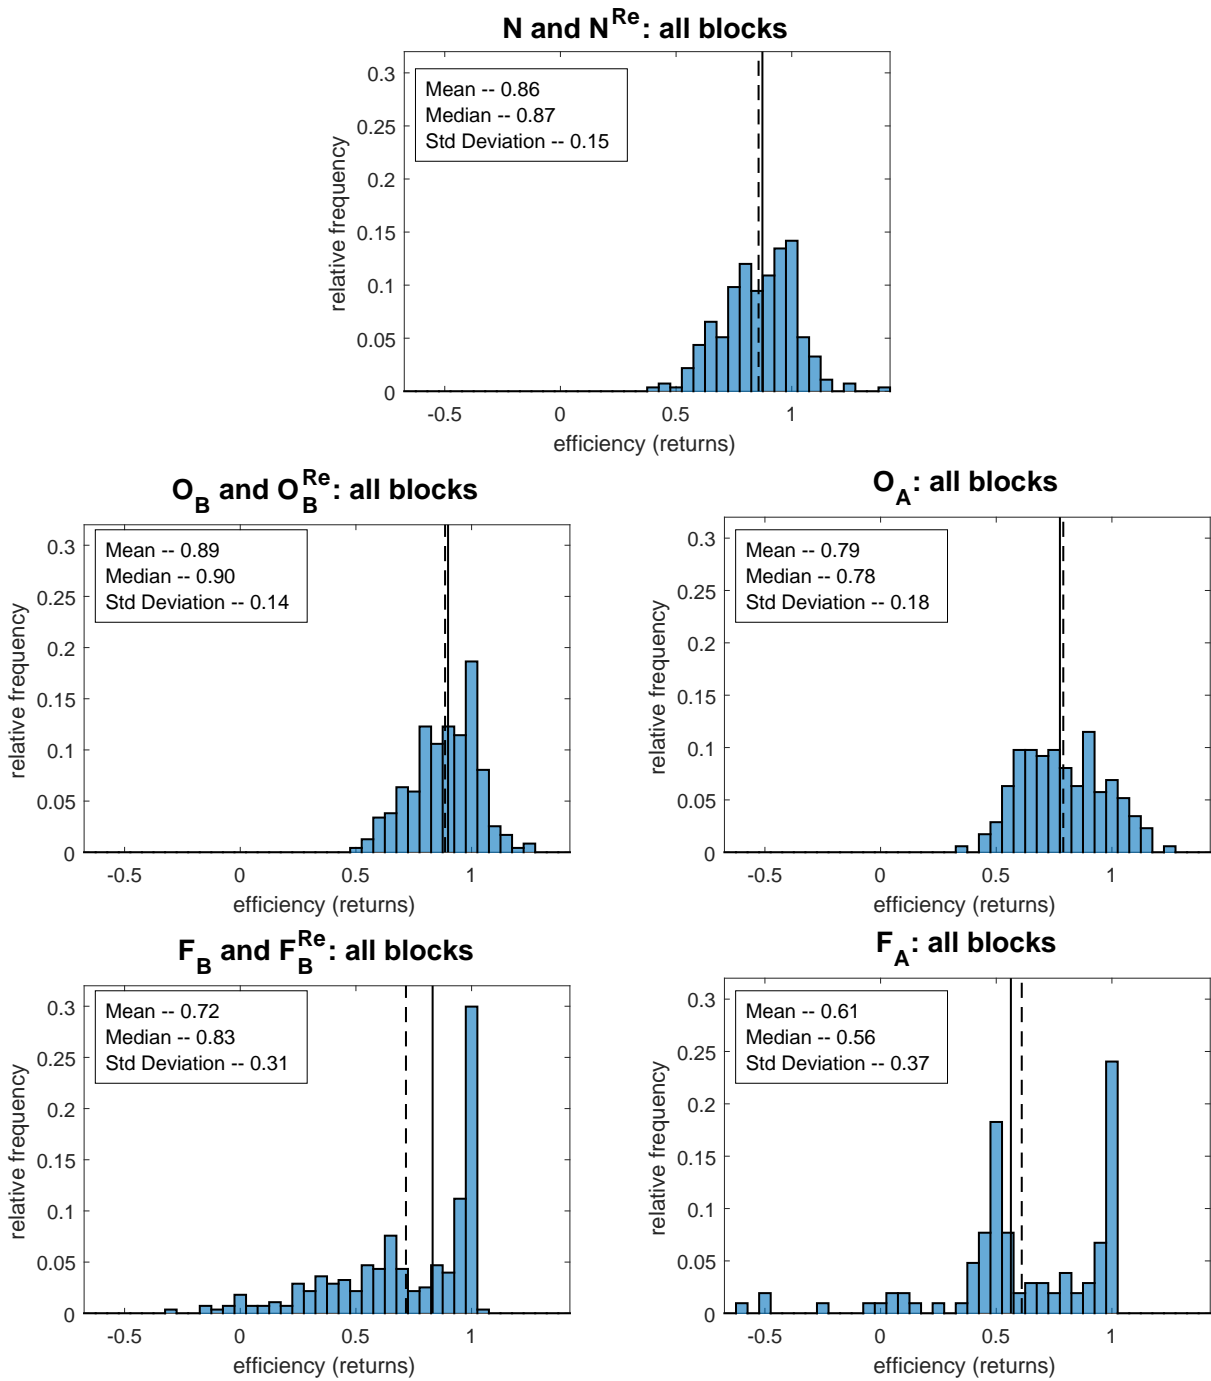 N and N^Re: all blocks
0.3
0.25
0.2
0.15
0.1
0.05
0
relative frequency
Mean -- 0.86
Median -- 0.87
Std Deviation -- 0.15
-0.5 0 0.5 1
efficiency (returns)
O_B and O_B^Re: all blocks
0.3
0.25
0.2
0.15
0.1
0.05
0
relative frequency
Mean -- 0.89
Median -- 0.90
Std Deviation -- 0.14
-0.5 0 0.5 1
efficiency (returns)
O_A: all blocks
0.3
0.25
0.2
0.15
0.1
0.05
0
relative frequency
Mean -- 0.79
Median -- 0.78
Std Deviation -- 0.18
-0.5 0 0.5 1
efficiency (returns)
F_B and F_B^Re: all blocks
0.3
0.25
0.2
0.15
0.1
0.05
0
relative frequency
Mean -- 0.72
Median -- 0.83
Std Deviation -- 0.31
-0.5 0 0.5 1
efficiency (returns)
F_A: all blocks
0.3
0.25
0.2
0.15
0.1
0.05
0
relative frequency
Mean -- 0.61
Median -- 0.56
Std Deviation -- 0.37
-0.5 0 0.5 1
efficiency (returns)